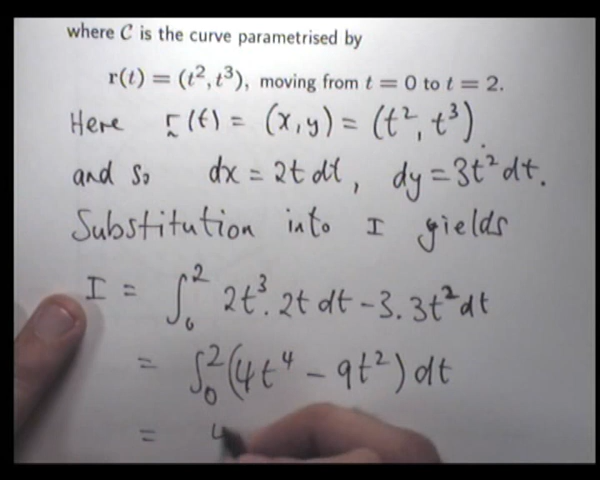 where C is the curve parametrised by
r(t) = (t², t³), moving from t = 0 to t = 2.
Here r(t) = (x, y) = (t², t³).
and so dx = 2t dt, dy = 3t² dt.
Substitution into I yields
I = ∫₀² 2t³. 2t dt - 3. 3t² dt
= ∫₀² (4t⁴ - 9t²) dt
= 4